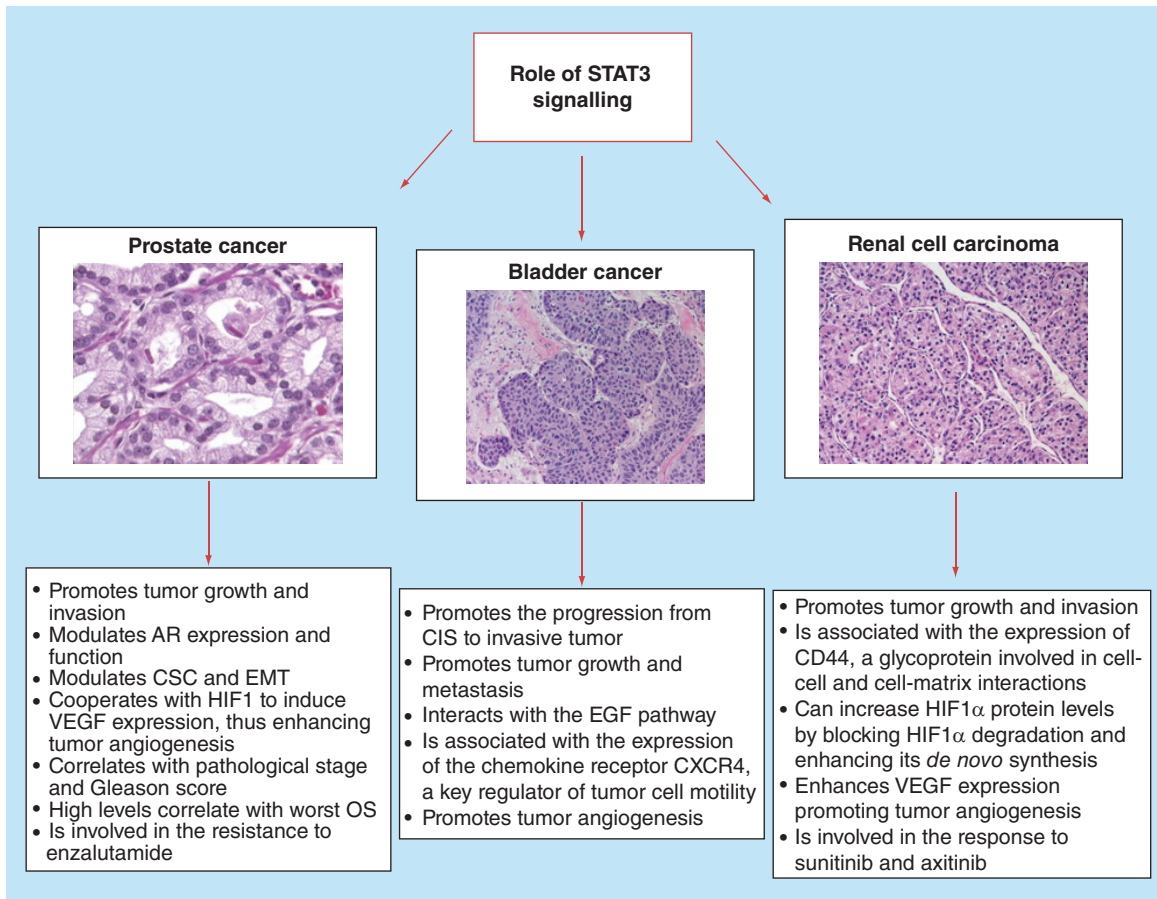 Role of STAT3
signalling
Prostate cancer
Bladder cancer
Renal cell carcinoma
• Promotes tumor growth and
invasion
• Modulates AR expression and
function
• Modulates CSC and EMT
• Cooperates with HIF1 to induce
VEGF expression, thus enhancing
tumor angiogenesis
• Correlates with pathological stage
and Gleason score
• High levels correlate with worst OS
• Is involved in the resistance to
enzalutamide
• Promotes the progression from
CIS to invasive tumor
• Promotes tumor growth and
metastasis
• Interacts with the EGF pathway
• Is associated with the expression
of the chemokine receptor CXCR4,
a key regulator of tumor cell motility
• Promotes tumor angiogenesis
• Promotes tumor growth and invasion
• Is associated with the expression of
CD44, a glycoprotein involved in cell-
cell and cell-matrix interactions
• Can increase HIF1α protein levels
by blocking HIF1α degradation and
enhancing its de novo synthesis
• Enhances VEGF expression
promoting tumor angiogenesis
• Is involved in the response to
sunitinib and axitinib